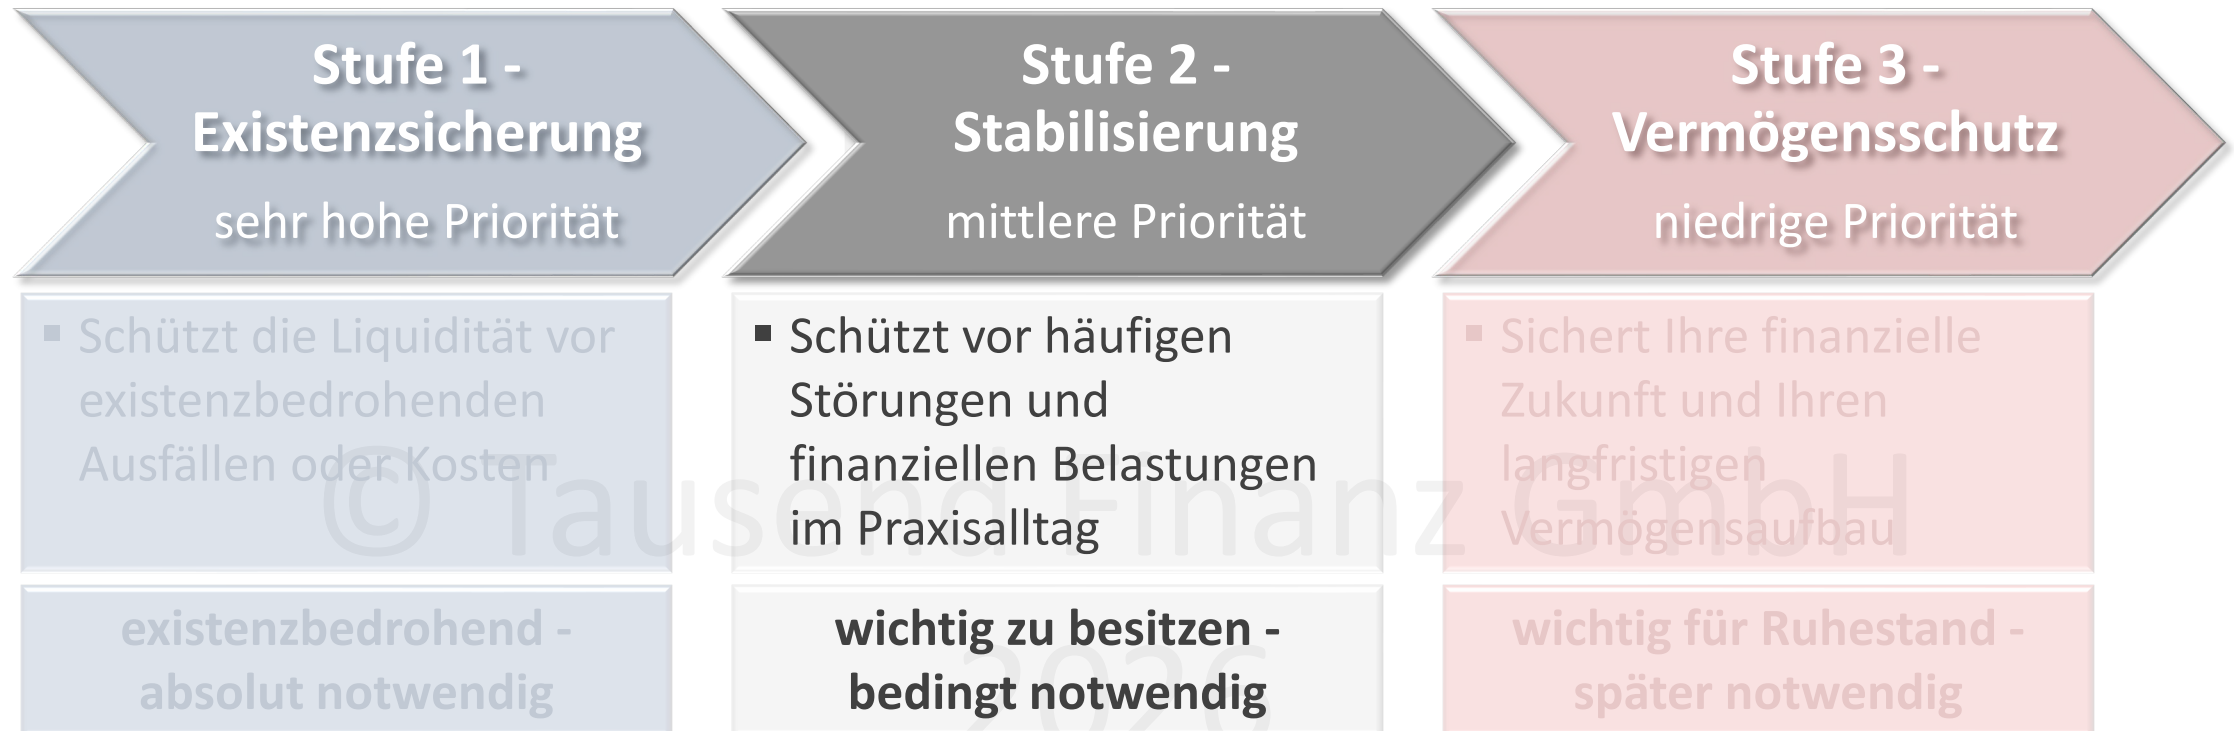 Stufe 1 -
Existenzsicherung
sehr hohe Priorität
▪ Schützt die Liquidität vor
existenzbedrohenden
Ausfällen oder Kosten
existenzbedrohend -
absolut notwendig
Stufe 2 -
Stabilisierung
mittlere Priorität
▪ Schützt vor häufigen
Störungen und
finanziellen Belastungen
im Praxisalltag
wichtig zu besitzen -
bedingt notwendig
Stufe 3 -
Vermögensschutz
niedrige Priorität
▪ Sichert Ihre finanzielle
Zukunft und Ihren
langfristigen
Vermögensaufbau
wichtig für Ruhestand -
später notwendig
© Tausend Finanz GmbH
2026